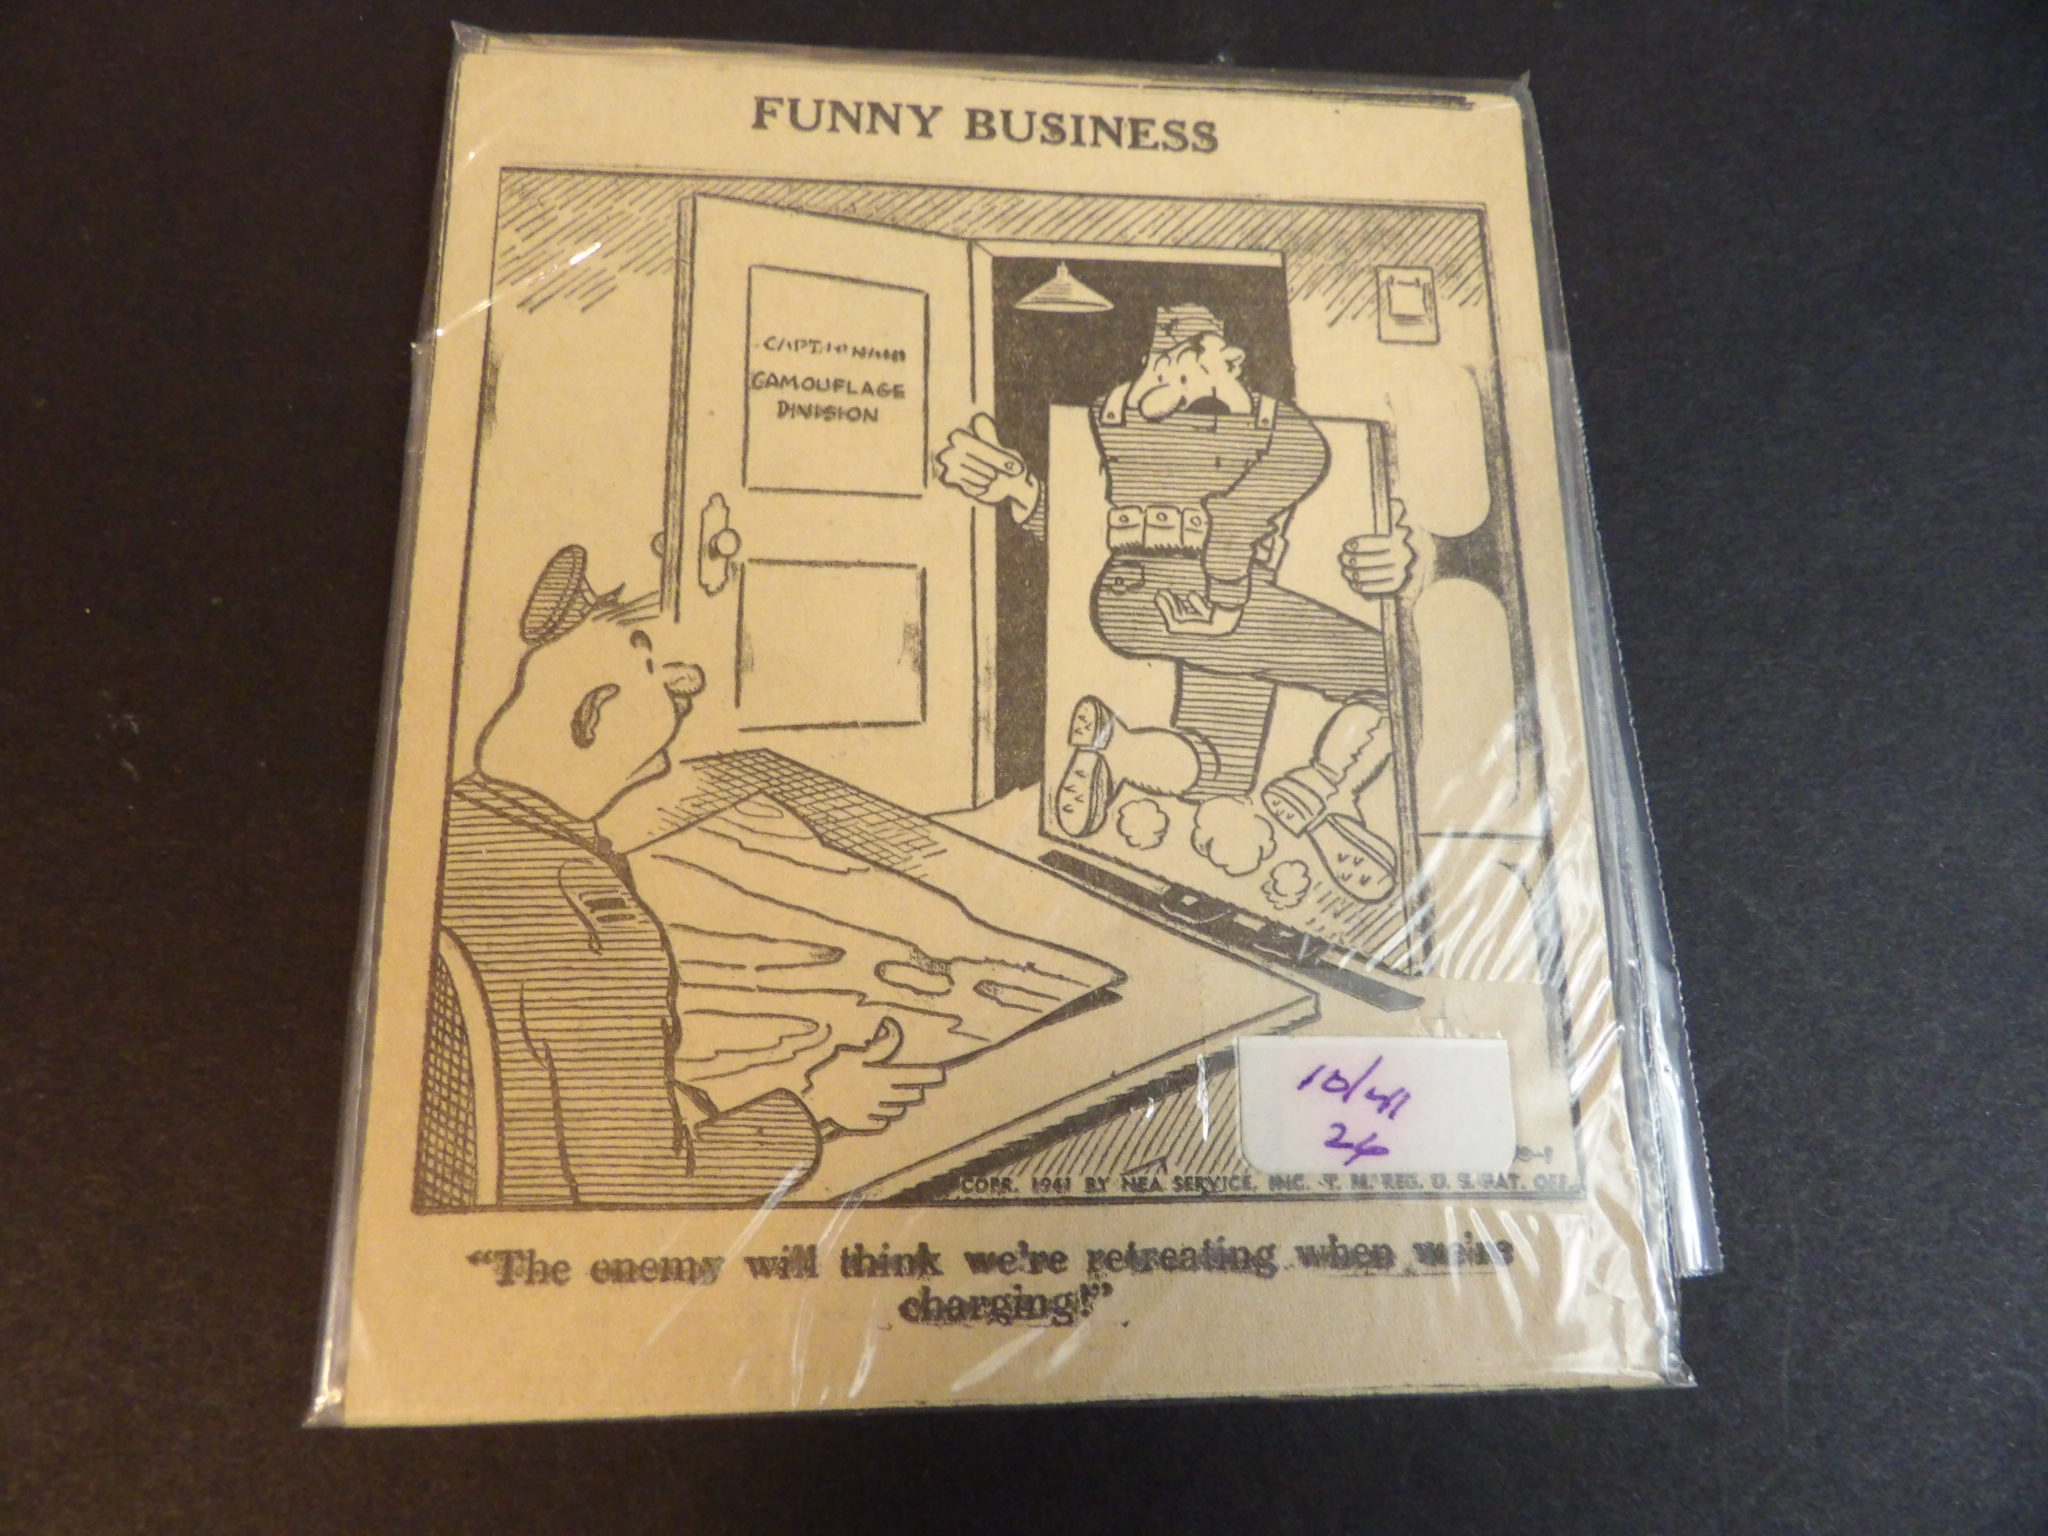 FUNNY BUSINESS
CAMOUFLAGE
DIVISION
10/41
24
COPR. 1941 BY NEA SERVICE, INC. T. M. REG. U. S. PAT. OFF.
"The enemy will think we're retreating when we're
charging!"